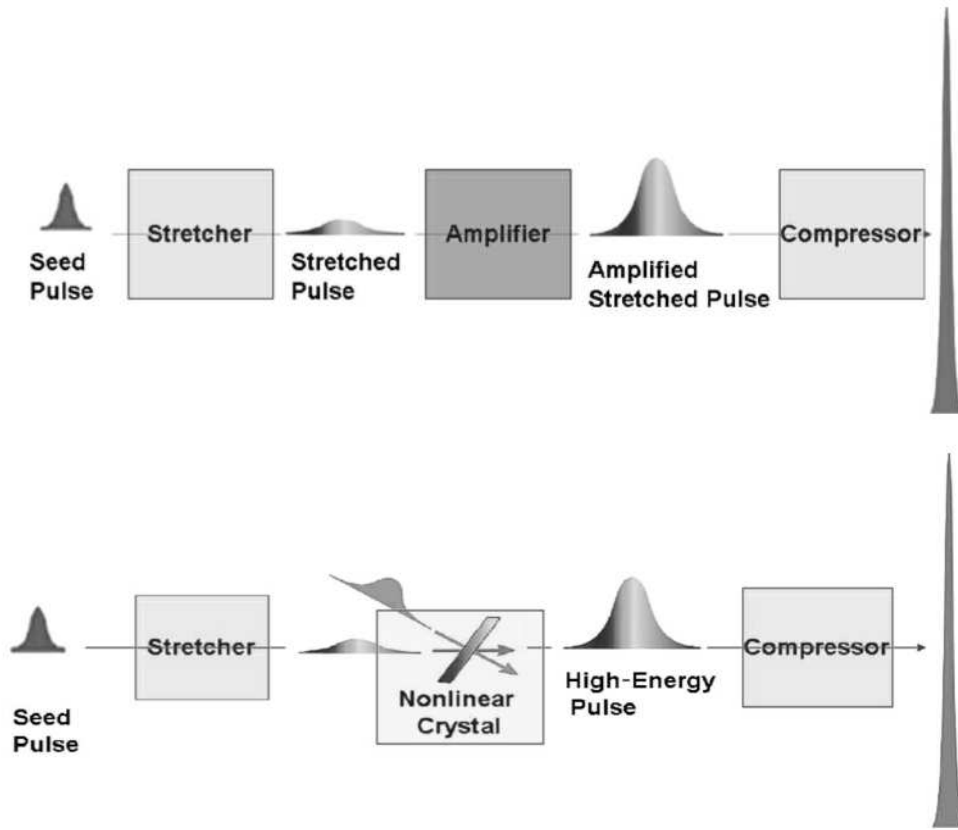 Seed
Pulse
Stretcher
Stretched
Pulse
Amplifier
Amplified
Stretched Pulse
Compressor
Seed
Pulse
Stretcher
Nonlinear
Crystal
High-Energy
Pulse
Compressor